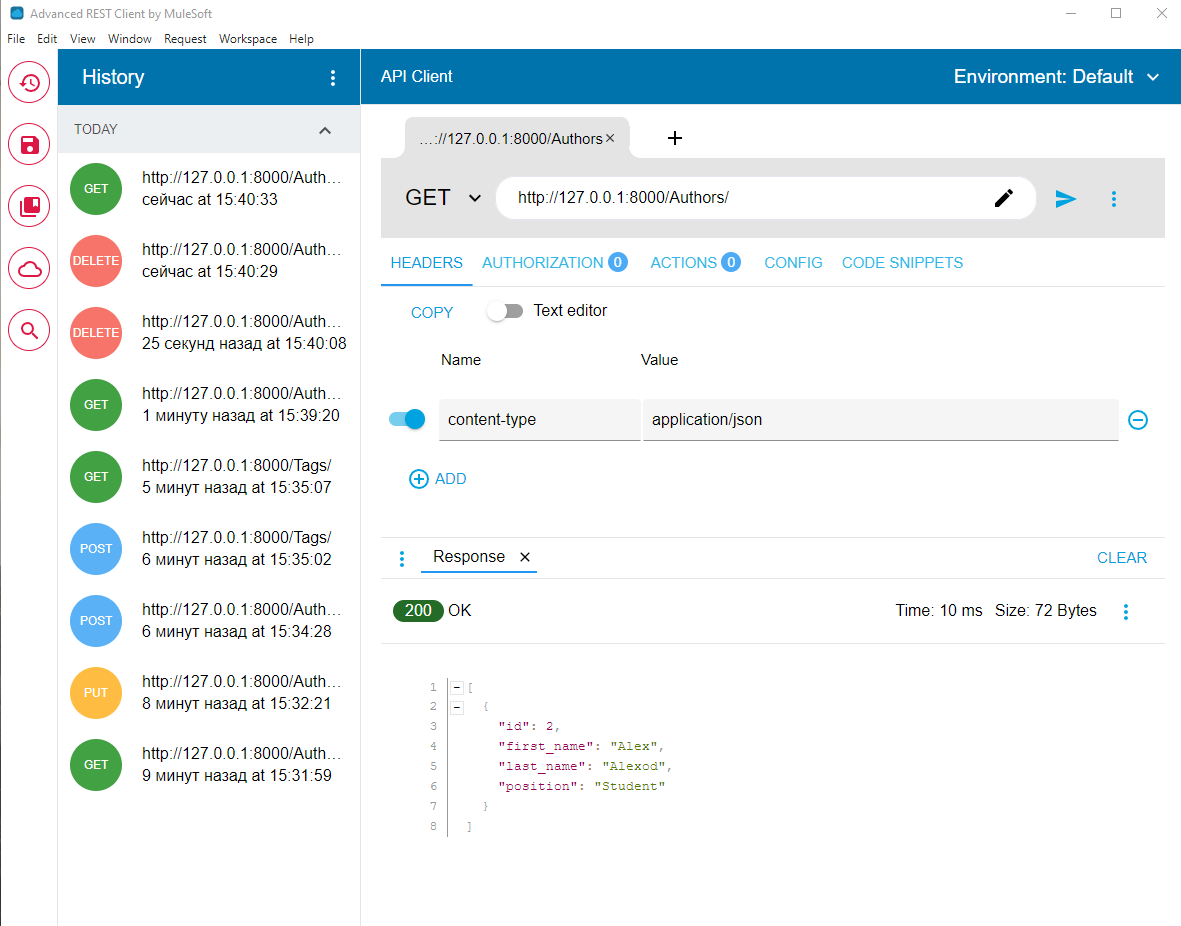 Advanced REST Client by MuleSoft
File Edit View Window Request Workspace Help
History
TODAY
GET
http://127.0.0.1:8000/Auth…
сейчас at 15:40:33
DELETE
http://127.0.0.1:8000/Auth…
сейчас at 15:40:29
DELETE
http://127.0.0.1:8000/Auth…
25 секунд назад at 15:40:08
GET
http://127.0.0.1:8000/Auth…
1 минуту назад at 15:39:20
GET
http://127.0.0.1:8000/Tags/
5 минут назад at 15:35:07
POST
http://127.0.0.1:8000/Tags/
6 минут назад at 15:35:02
POST
http://127.0.0.1:8000/Auth…
6 минут назад at 15:34:28
PUT
http://127.0.0.1:8000/Auth…
8 минут назад at 15:32:21
GET
http://127.0.0.1:8000/Auth…
9 минут назад at 15:31:59
API Client
Environment: Default
…://127.0.0.1:8000/Authors
GET http://127.0.0.1:8000/Authors/
HEADERS AUTHORIZATION 0 ACTIONS 0 CONFIG CODE SNIPPETS
COPY Text editor
Name Value
content-type application/json
ADD
Response CLEAR
200 OK Time: 10 ms Size: 72 Bytes
1 [
2 {
3 "id": 2,
4 "first_name": "Alex",
5 "last_name": "Alexod",
6 "position": "Student"
7 }
8 ]